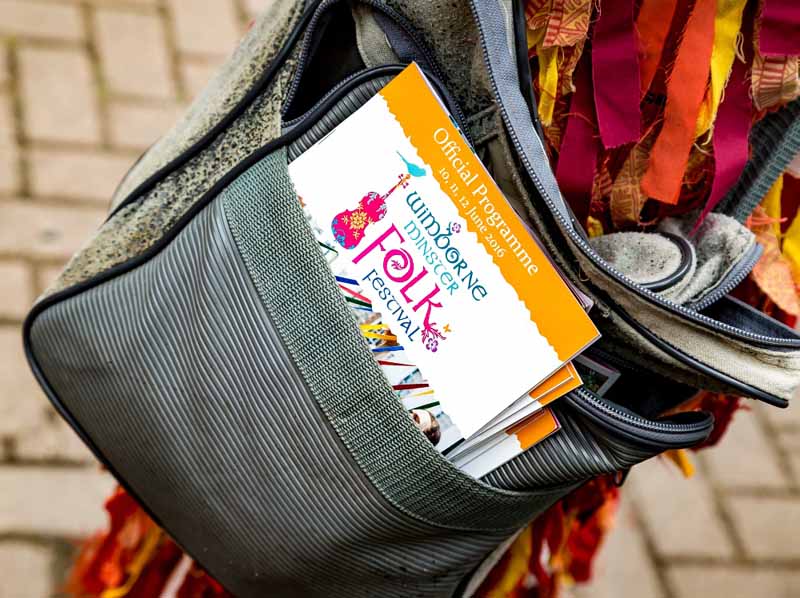 Official Programme
10, 11, 12 June 2016
Wimborne
Minster
Folk
Festival